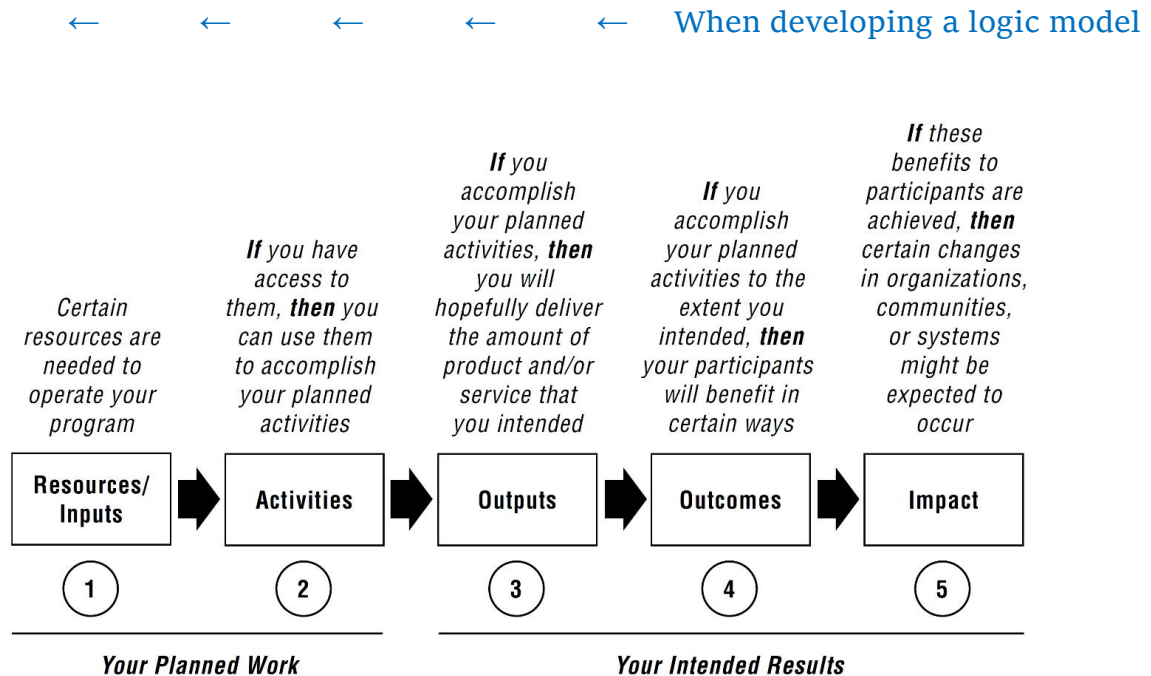 ← ← ← ← ← When developing a logic model
Certain
resources are
needed to
operate your
program
If you have
access to
them, then you
can use them
to accomplish
your planned
activities
If you
accomplish
your planned
activities, then
you will
hopefully deliver
the amount of
product and/or
service that
you intended
If you
accomplish
your planned
activities to the
extent you
intended, then
your participants
will benefit in
certain ways
If these
benefits to
participants are
achieved, then
certain changes
in organizations,
communities,
or systems
might be
expected to
occur
Resources/
Inputs
Activities
Outputs
Outcomes
Impact
1
2
3
4
5
Your Planned Work
Your Intended Results